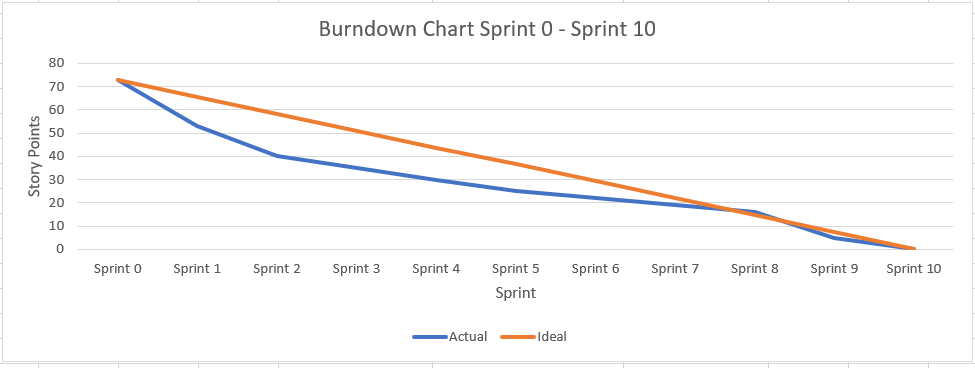 Burndown Chart Sprint 0 - Sprint 10
80
70
60
50
40
30
20
10
0
Story Points
Sprint 0 Sprint 1 Sprint 2 Sprint 3 Sprint 4 Sprint 5 Sprint 6 Sprint 7 Sprint 8 Sprint 9 Sprint 10
Sprint
Actual Ideal